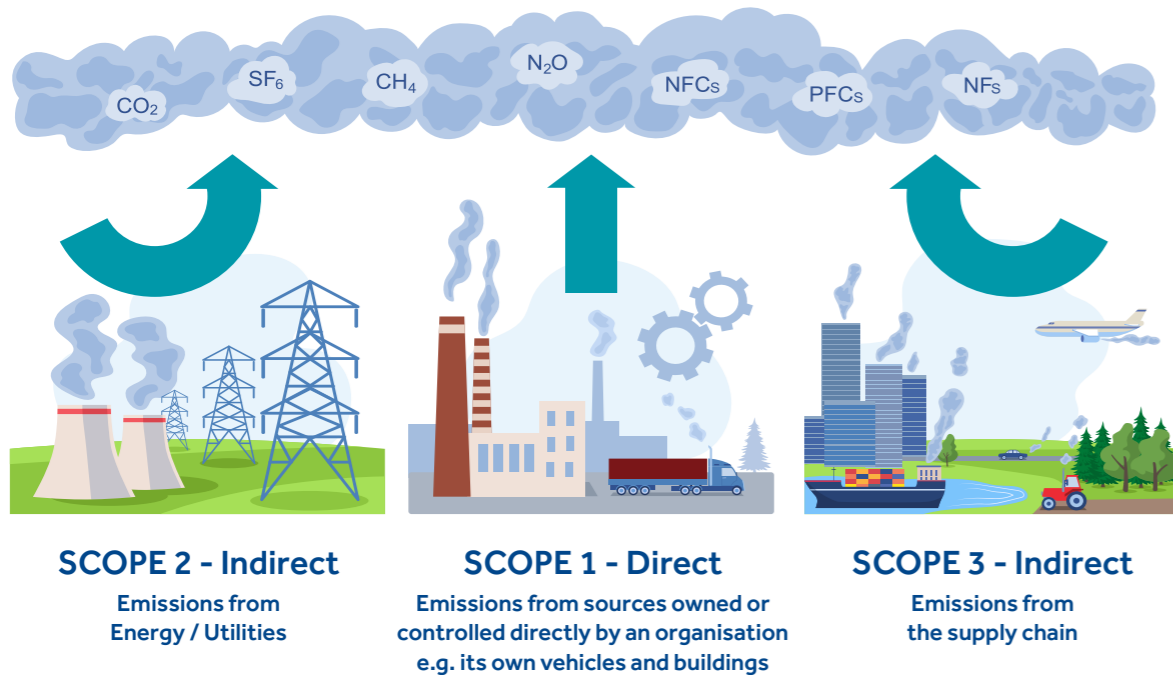 CO₂
SF₆
CH₄
N₂O
NFCs
PFCs
NFs
SCOPE 2 - Indirect
Emissions from
Energy / Utilities
SCOPE 1 - Direct
Emissions from sources owned or
controlled directly by an organisation
e.g. its own vehicles and buildings
SCOPE 3 - Indirect
Emissions from
the supply chain